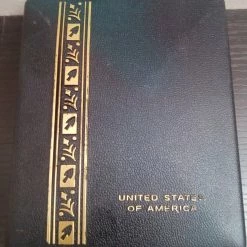 UNITED STATES
OF AMERICA